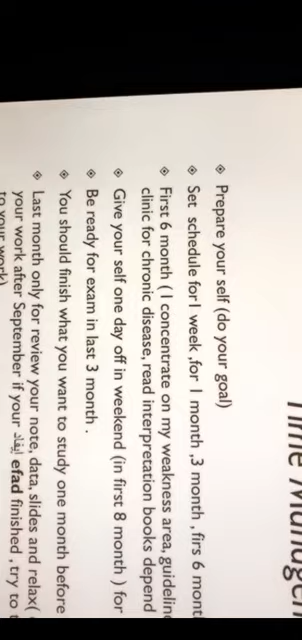 Time Manage
◈ Prepare your self (do your goal)
◈ Set schedule for1 week ,for 1 month ,3 month , firs 6 mont
◈ First 6 month ( I concentrate on my weakness area, guideline
clinic for chronic disease, read interpretation books depend
◈ Give your self one day off in weekend (in first 8 month ) for
◈ Be ready for exam in last 3 month .
◈ You should finish what you want to study one month before
◈ Last month only for review your note, data, slides and relax(
your work after September if your إيفاد efad finished , try to
to your work)